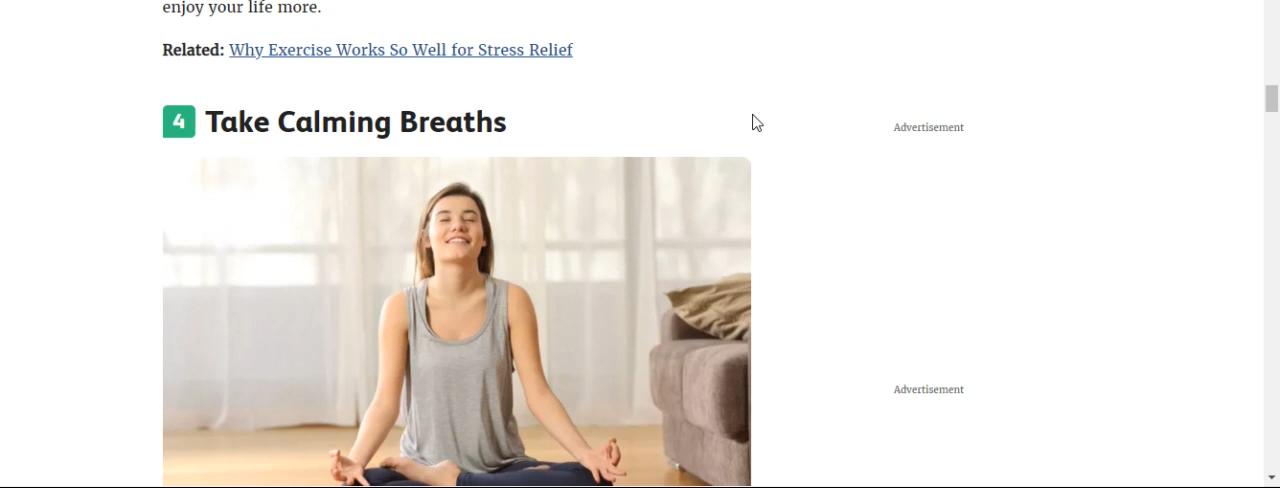 enjoy your life more.
Related: Why Exercise Works So Well for Stress Relief
4 Take Calming Breaths
Advertisement
Advertisement